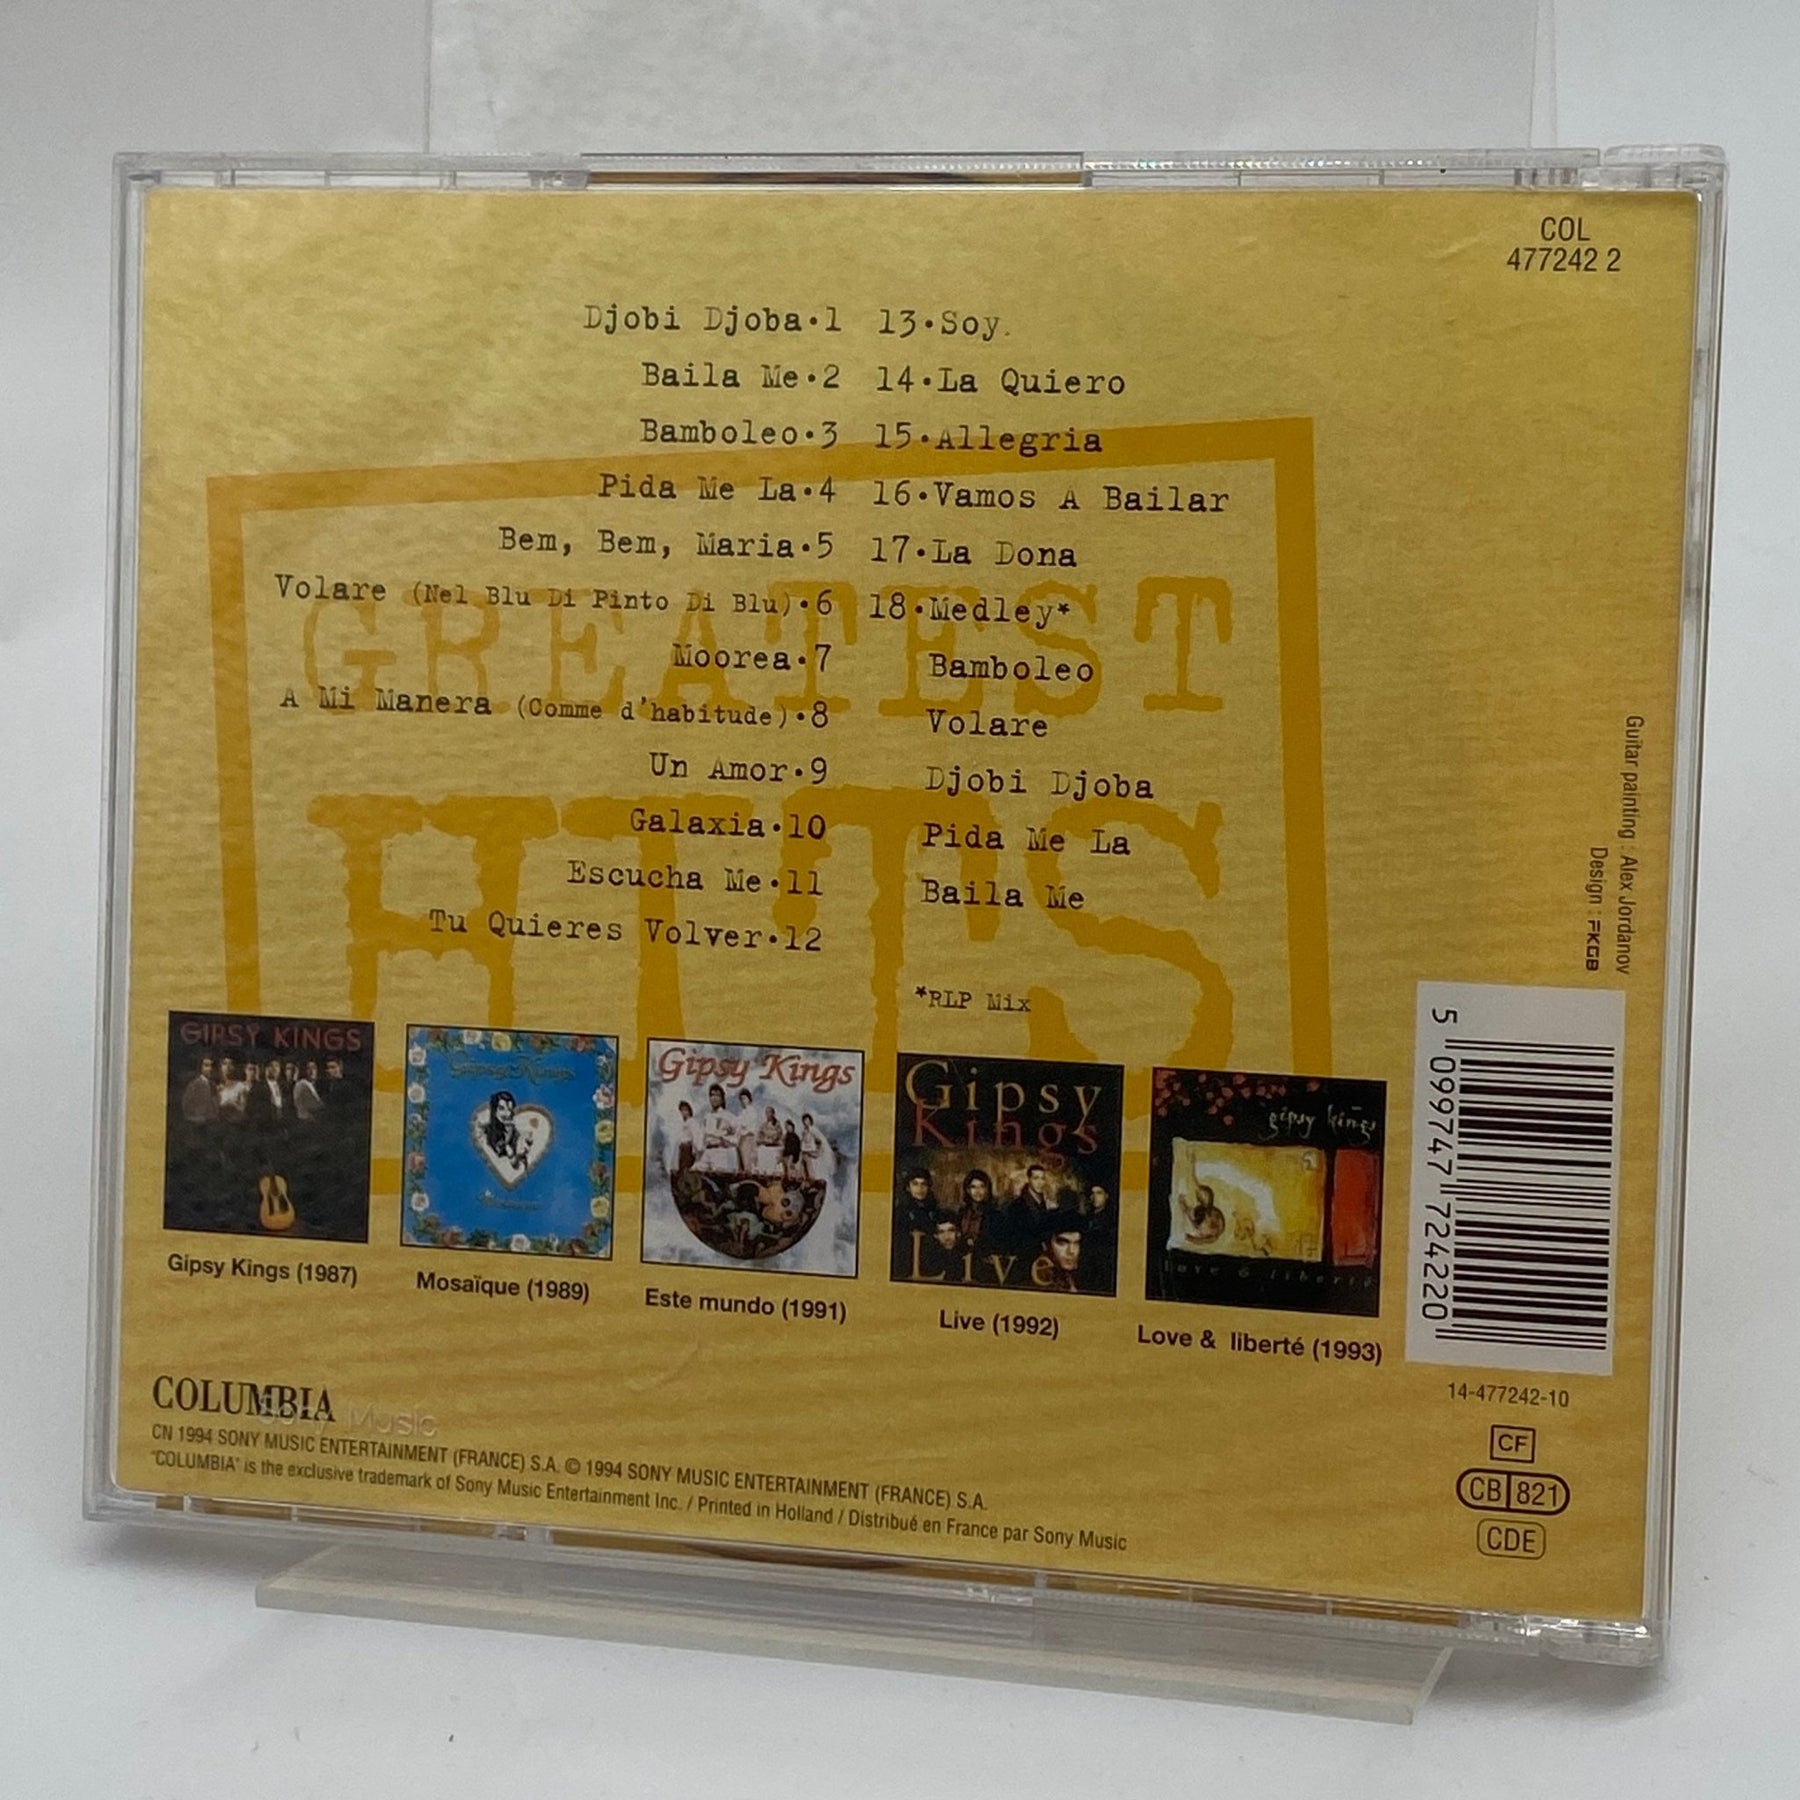 COL
477242 2
Djobi Djoba•1
Baila Me•2
Bamboleo•3
Pida Me La•4
Bem, Bem, Maria•5
Volare (Nel Blu Di Pinto Di Blu)•6
Moorea•7
A Mi Manera (Comme d'habitude)•8
Un Amor•9
Galaxia•10
Escucha Me•11
Tu Quieres Volver•12
13•Soy.
14•La Quiero
15•Allegria
16•Vamos A Bailar
17•La Dona
18•Medley*
Bamboleo
Volare
Djobi Djoba
Pida Me La
Baila Me
*RLP Mix
GREATEST
HITS
Guitar painting : Alex Jordanov
Design : FKGB
GIPSY KINGS
Gipsy Kings
Gipsy Kings
Gipsy
Kings
Live
gipsy kings
love & liberté
Gipsy Kings (1987)
Mosaïque (1989)
Este mundo (1991)
Live (1992)
Love & liberté (1993)
5 099747 724220
14-477242-10
CF
CB 821
CDE
COLUMBIA
Sony Music
CN 1994 SONY MUSIC ENTERTAINMENT (FRANCE) S.A. © 1994 SONY MUSIC ENTERTAINMENT (FRANCE) S.A.
"COLUMBIA" is the exclusive trademark of Sony Music Entertainment Inc. / Printed in Holland / Distribué en France par Sony Music